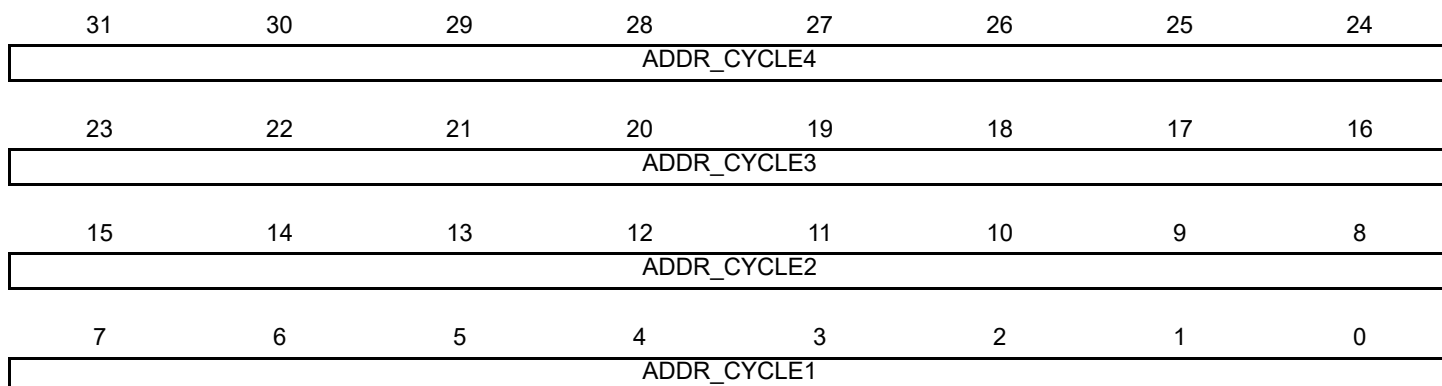 31 30 29 28 27 26 25 24
ADDR_CYCLE4
23 22 21 20 19 18 17 16
ADDR_CYCLE3
15 14 13 12 11 10 9 8
ADDR_CYCLE2
7 6 5 4 3 2 1 0
ADDR_CYCLE1